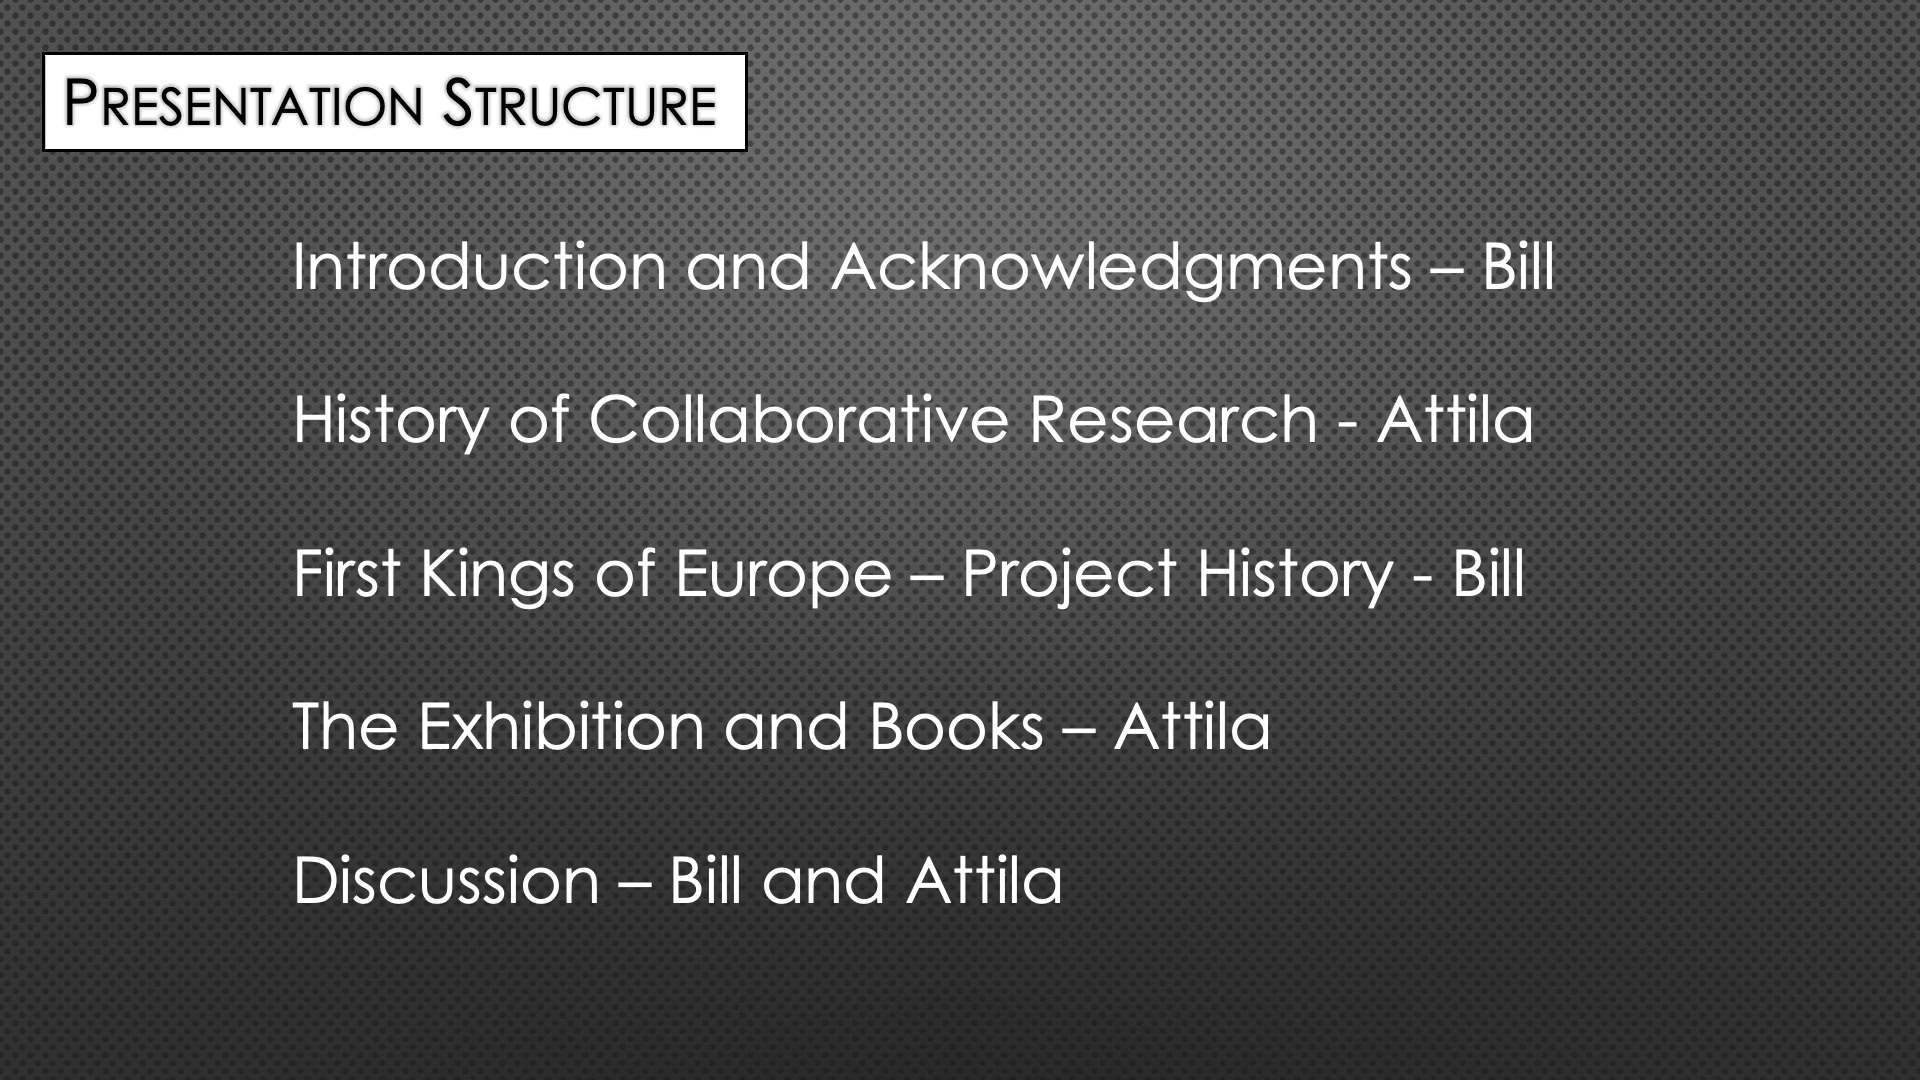 Presentation Structure
Introduction and Acknowledgments – Bill
History of Collaborative Research - Attila
First Kings of Europe – Project History - Bill
The Exhibition and Books – Attila
Discussion – Bill and Attila